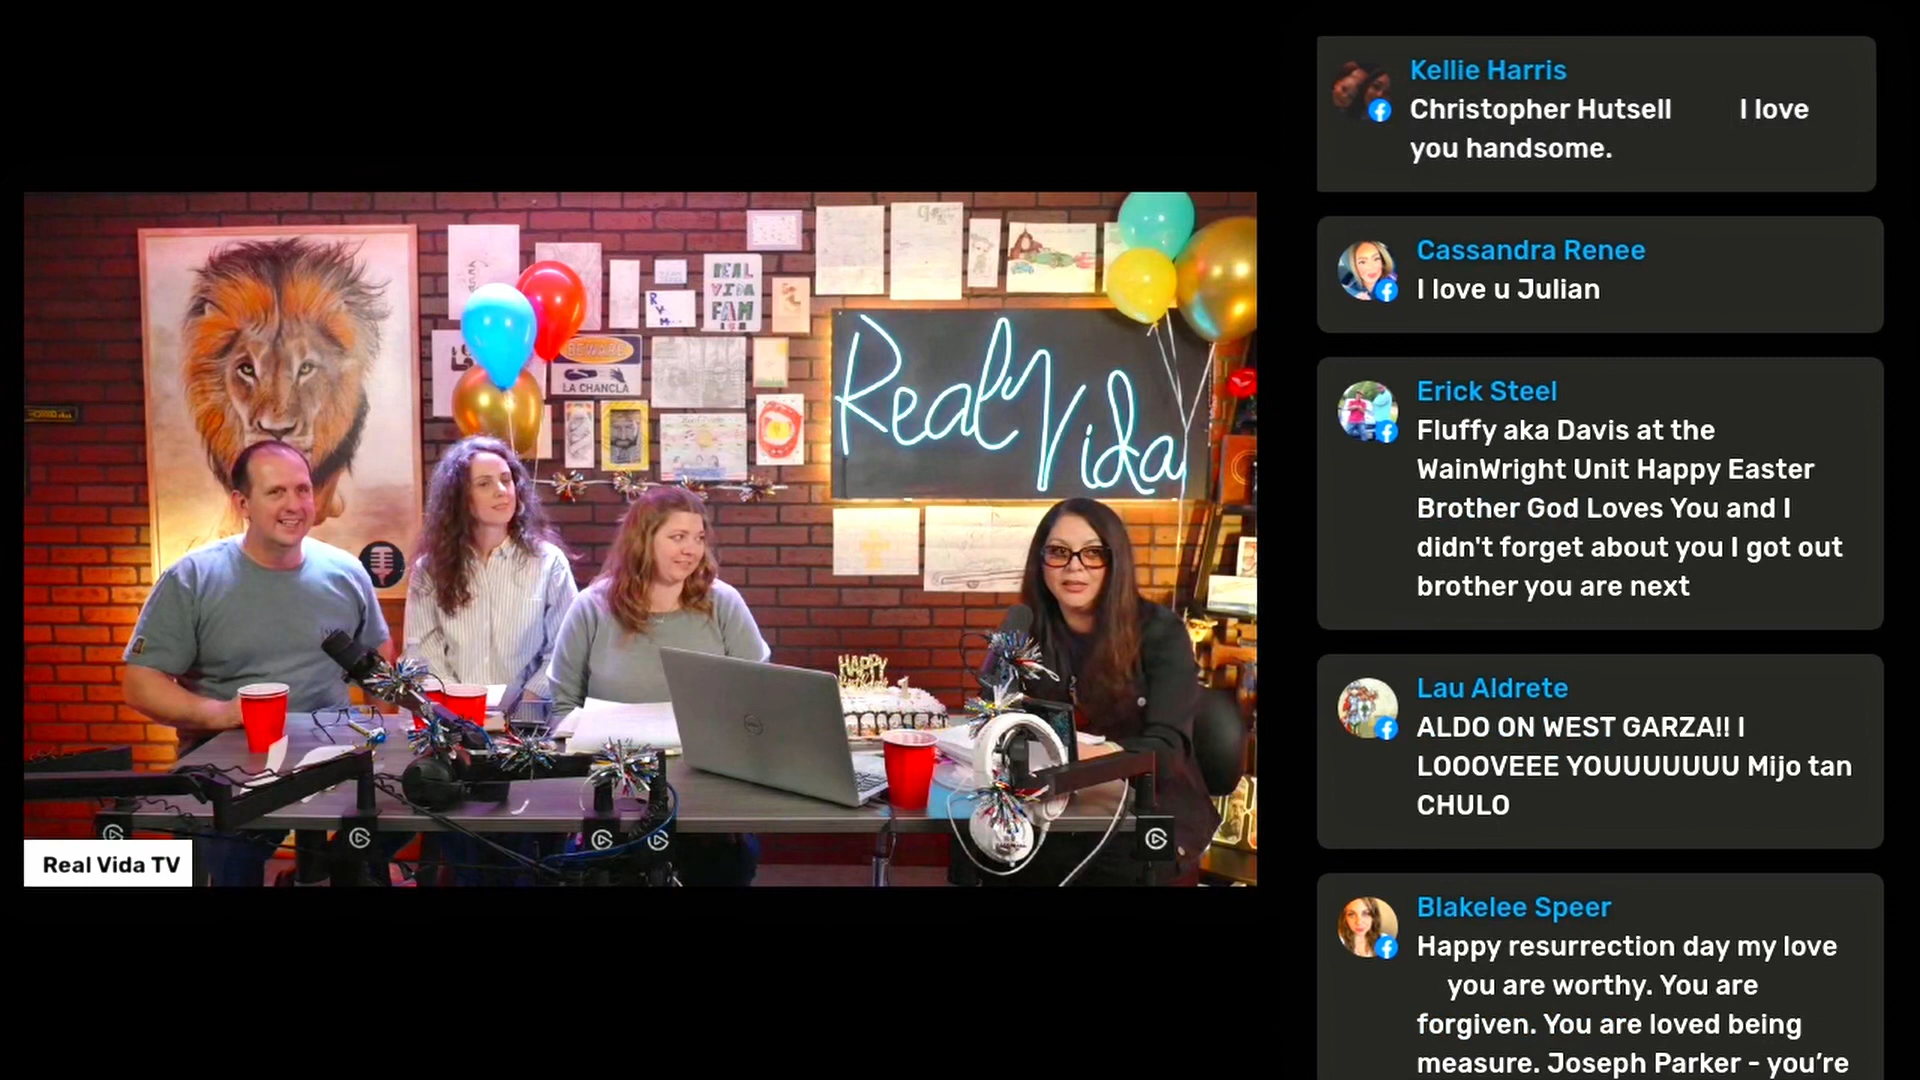 Kellie Harris
Christopher Hutsell I love
you handsome.
Cassandra Renee
I love u Julian
Erick Steel
Fluffy aka Davis at the
WainWright Unit Happy Easter
Brother God Loves You and I
didn't forget about you I got out
brother you are next
Lau Aldrete
ALDO ON WEST GARZA!! I
LOOOVEEE YOUUUUUUU Mijo tan
CHULO
Blakelee Speer
Happy resurrection day my love
you are worthy. You are
forgiven. You are loved being
measure. Joseph Parker - you’re
REAL
VIDA
FAM
BEWARE
LA CHANCLA
Real Vida
HAPPY
DELL
Real Vida TV